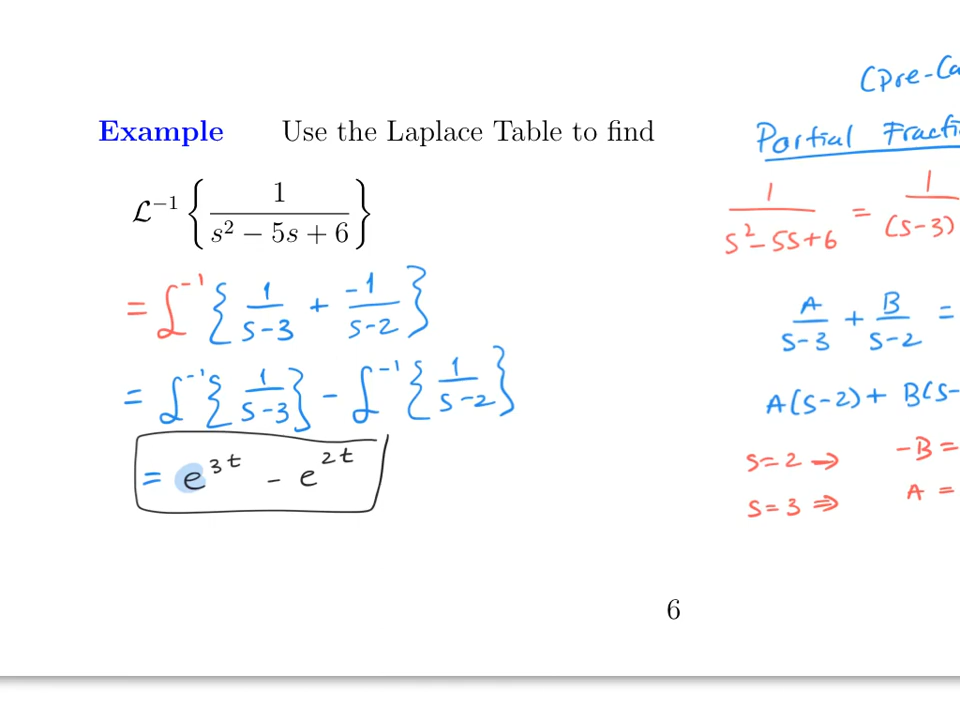 Example Use the Laplace Table to find
ℒ⁻¹ { 1 / (s² − 5s + 6) }
= ℒ⁻¹ { 1/(s-3) + -1/(s-2) }
= ℒ⁻¹ { 1/(s-3) } - ℒ⁻¹ { 1/(s-2) }
= e^{3t} - e^{2t}
Partial
1/(s²-5s+6) = 1/(s-3)
A/(s-3) + B/(s-2) =
A(s-2) + B(s-
s=2 → -B =
s=3 ⇒ A =
6